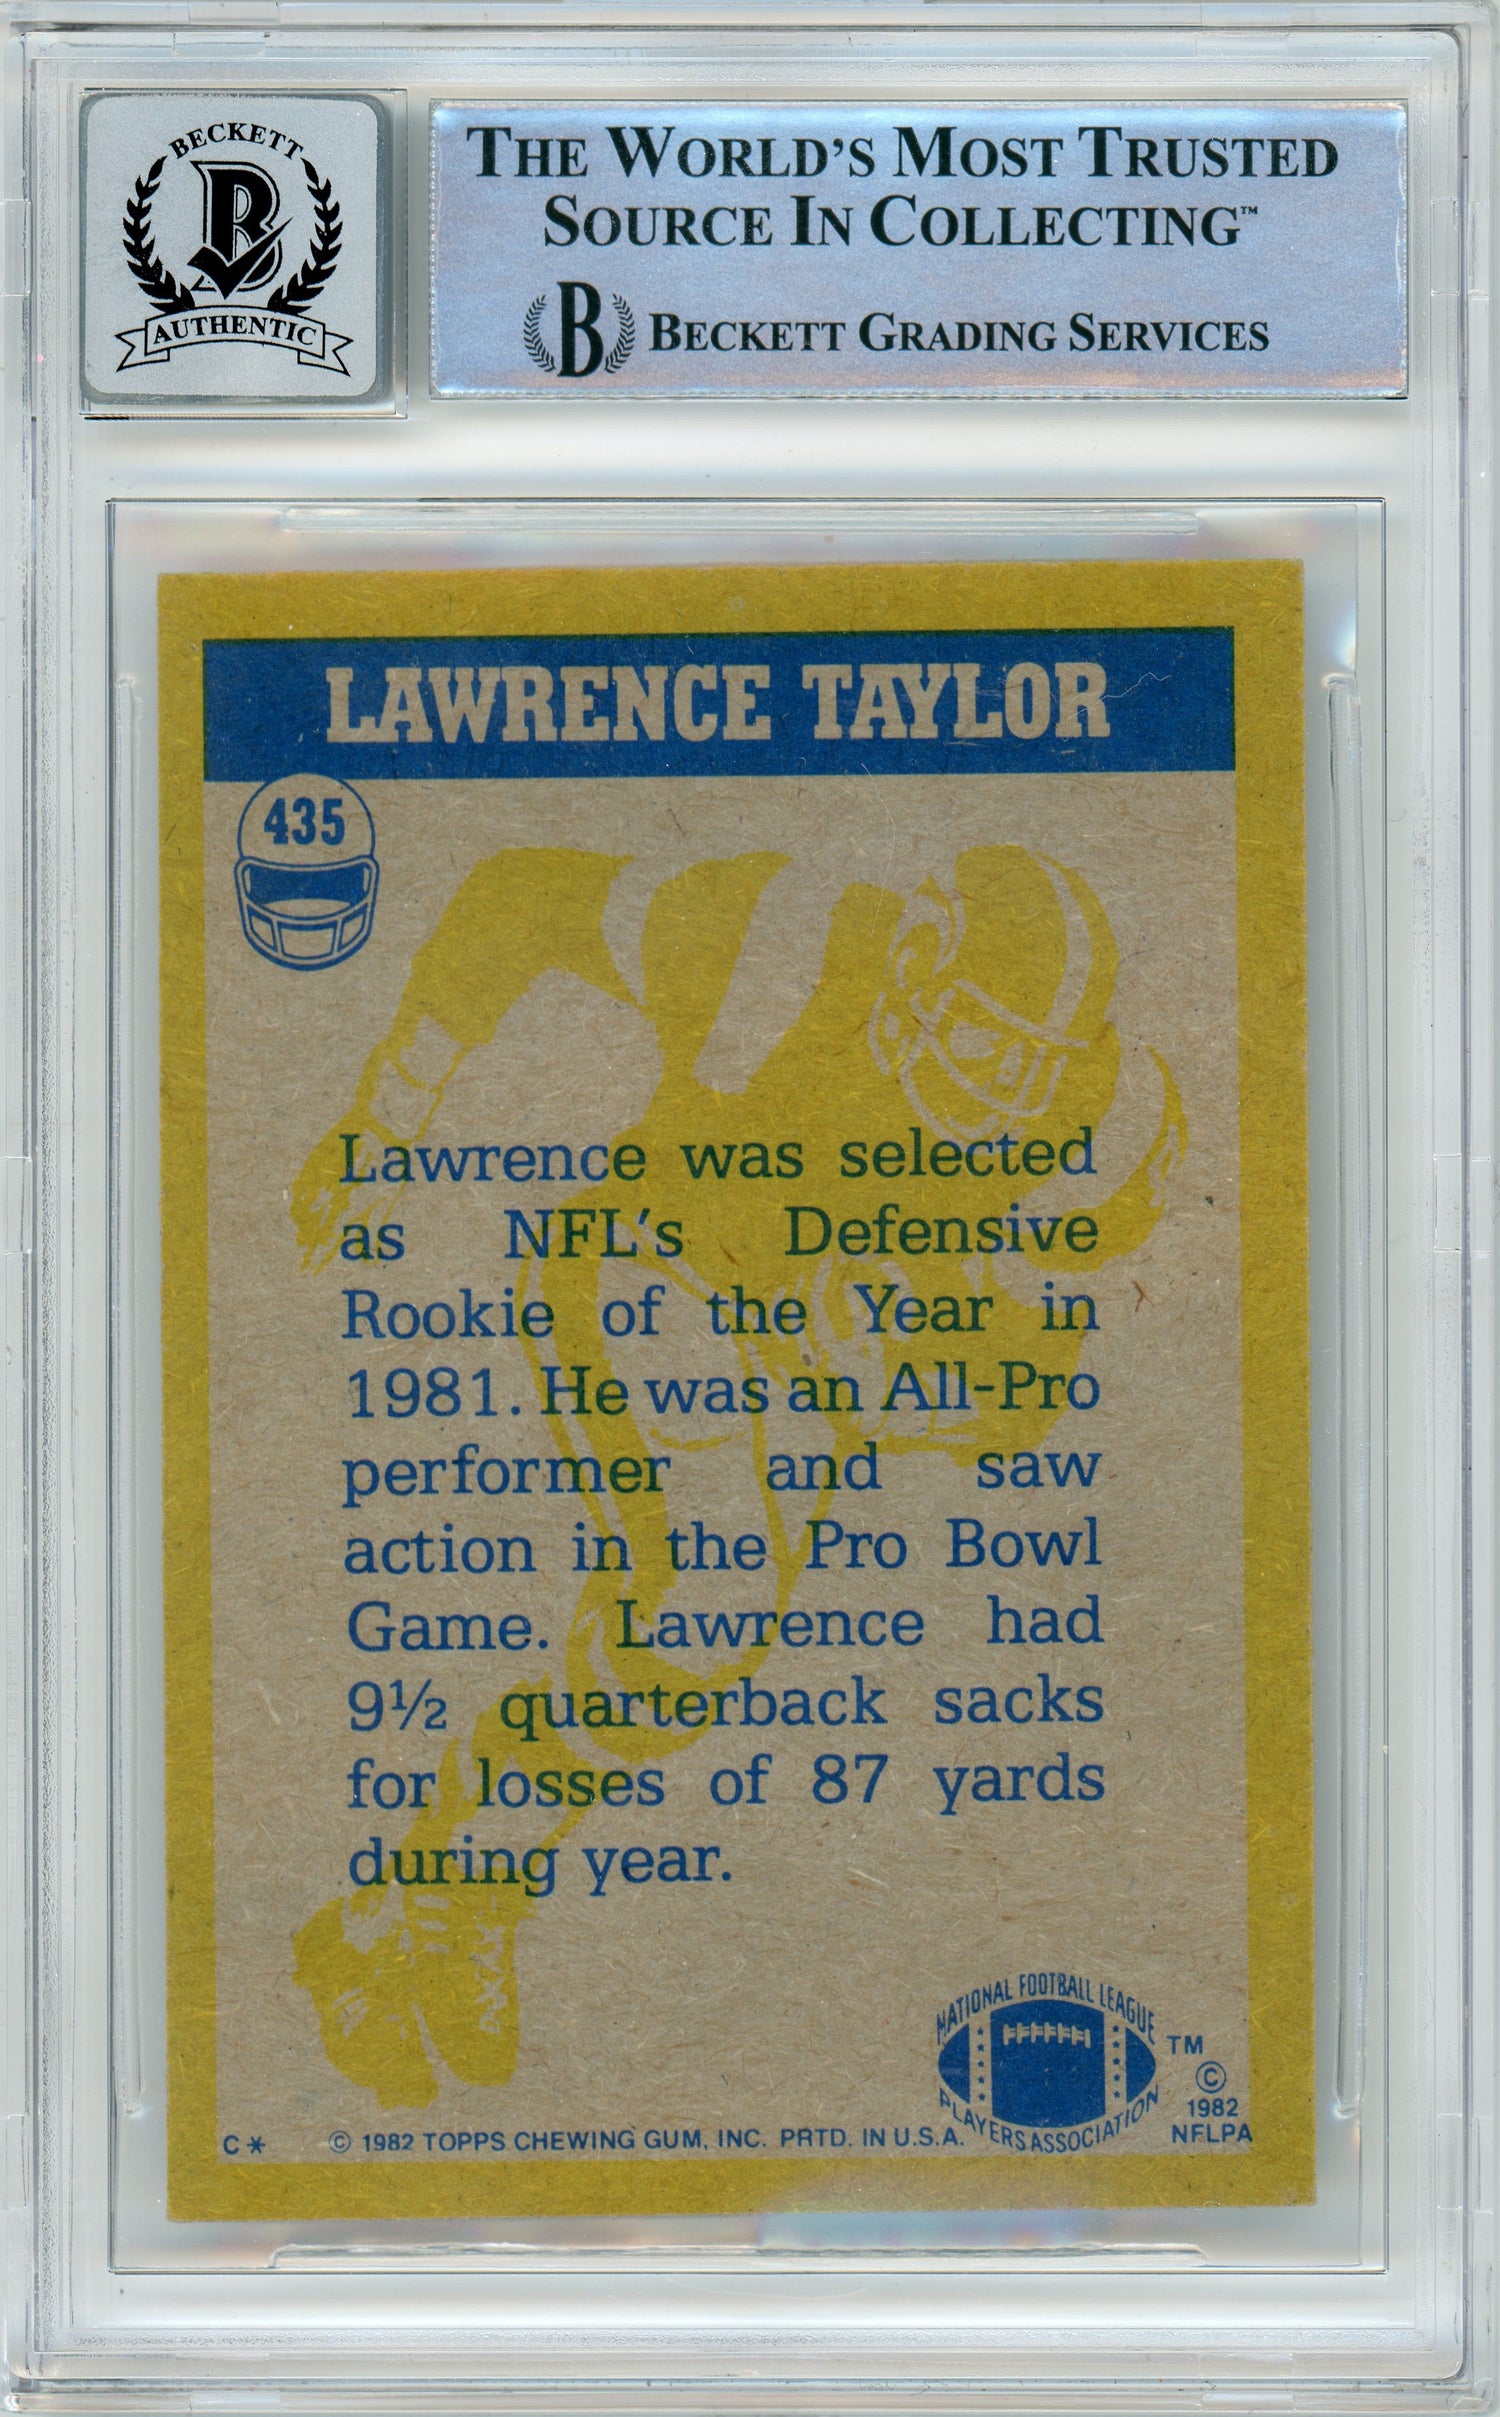 BECKETT
B
AUTHENTIC
THE WORLD'S MOST TRUSTED
SOURCE IN COLLECTING™
B BECKETT GRADING SERVICES
LAWRENCE TAYLOR
435
Lawrence was selected
as NFL's Defensive
Rookie of the Year in
1981. He was an All-Pro
performer and saw
action in the Pro Bowl
Game. Lawrence had
9½ quarterback sacks
for losses of 87 yards
during year.
NATIONAL FOOTBALL LEAGUE
PLAYERS ASSOCIATION
TM
©
1982
NFLPA
C* © 1982 TOPPS CHEWING GUM, INC. PRTD. IN U.S.A.